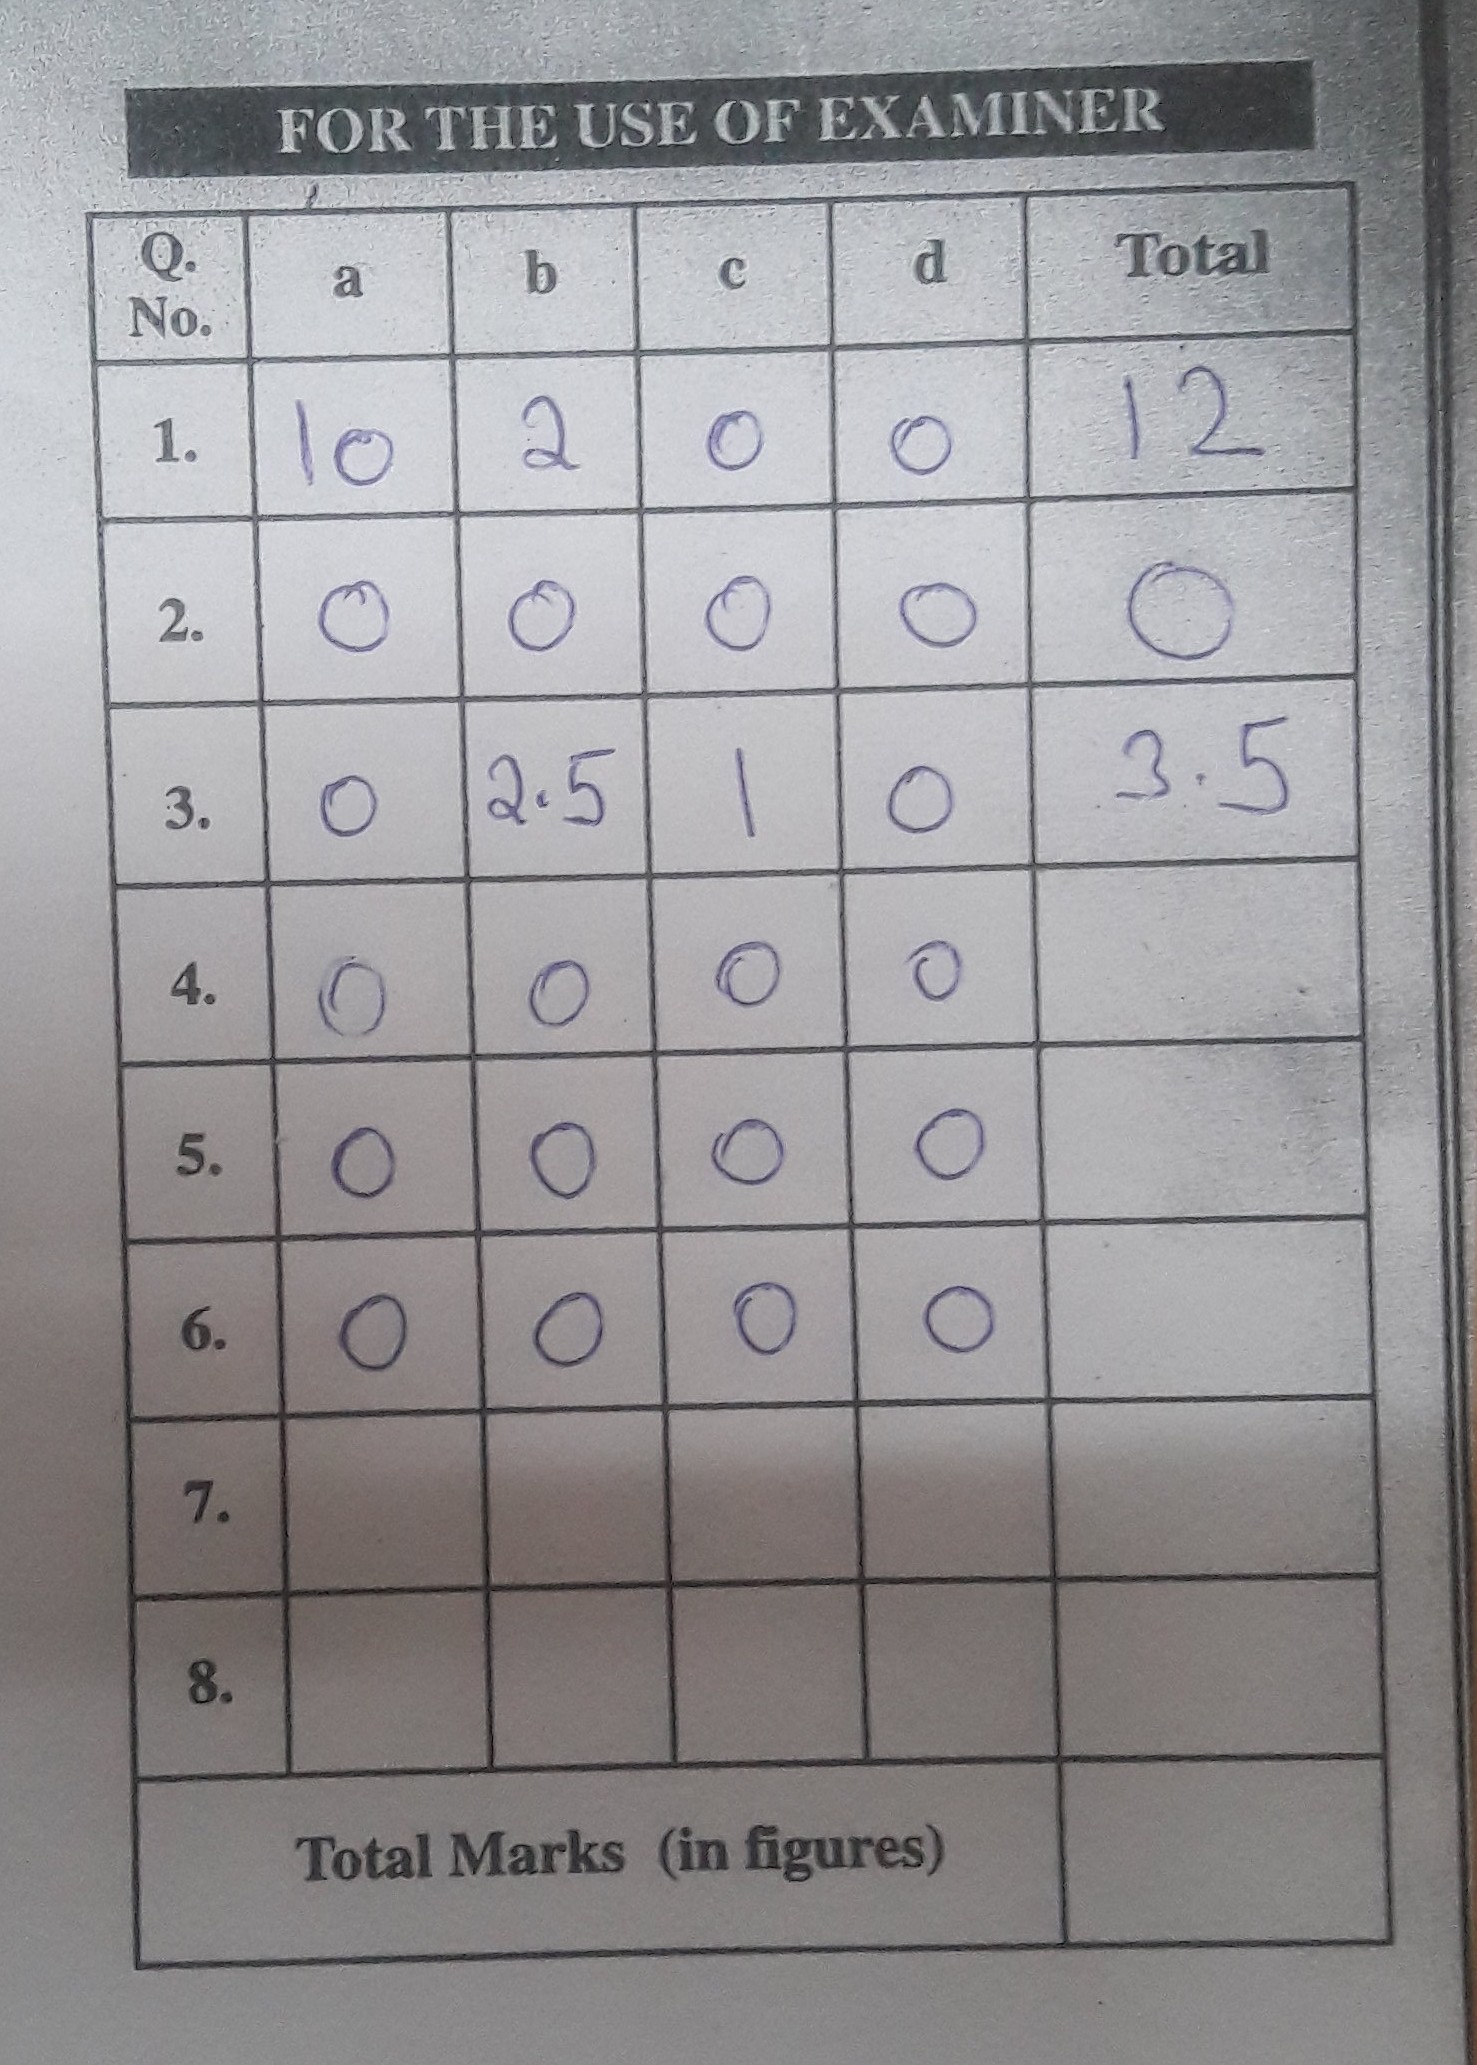 FOR THE USE OF EXAMINER
Q. No. a b c d Total
1. 10 2 0 0 12
2. 0 0 0 0 0
3. 0 2.5 1 0 3.5
4. 0 0 0 0
5. 0 0 0 0
6. 0 0 0 0
7.
8.
Total Marks (in figures)